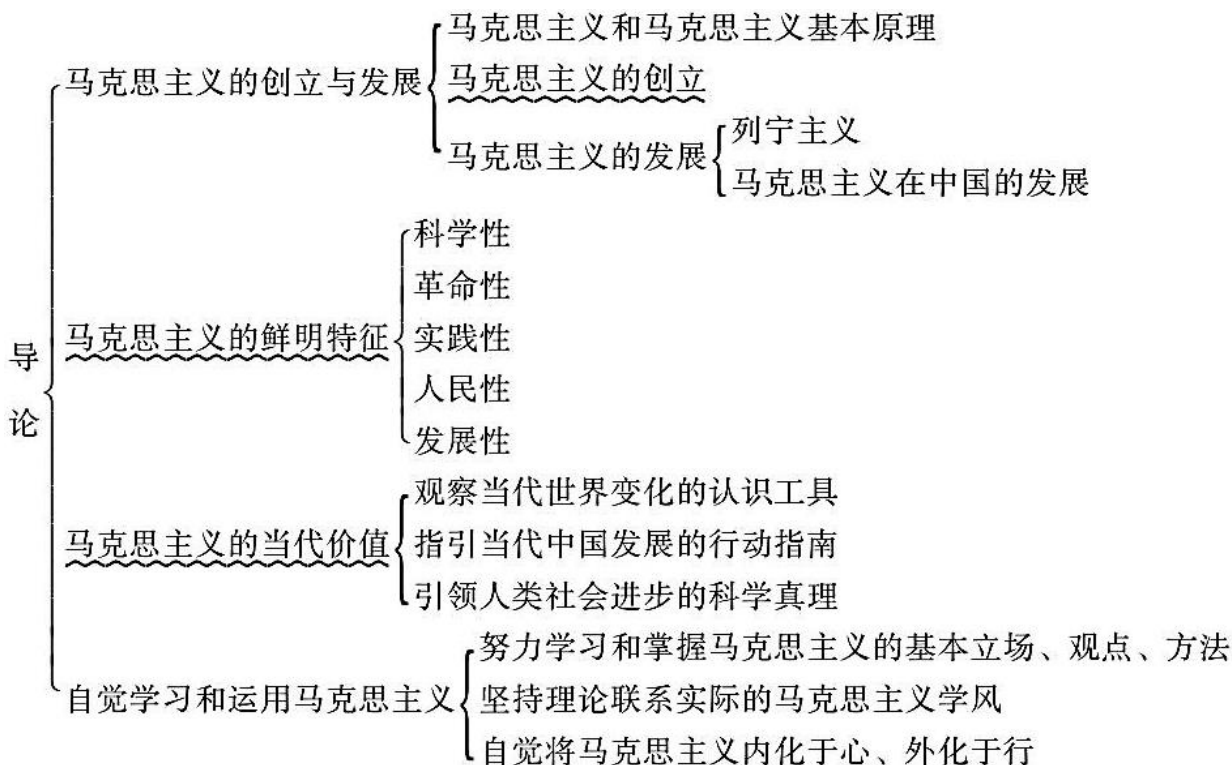 导论
马克思主义的创立与发展
马克思主义和马克思主义基本原理
马克思主义的创立
马克思主义的发展
列宁主义
马克思主义在中国的发展
马克思主义的鲜明特征
科学性
革命性
实践性
人民性
发展性
马克思主义的当代价值
观察当代世界变化的认识工具
指引当代中国发展的行动指南
引领人类社会进步的科学真理
自觉学习和运用马克思主义
努力学习和掌握马克思主义的基本立场、观点、方法
坚持理论联系实际的马克思主义学风
自觉将马克思主义内化于心、外化于行